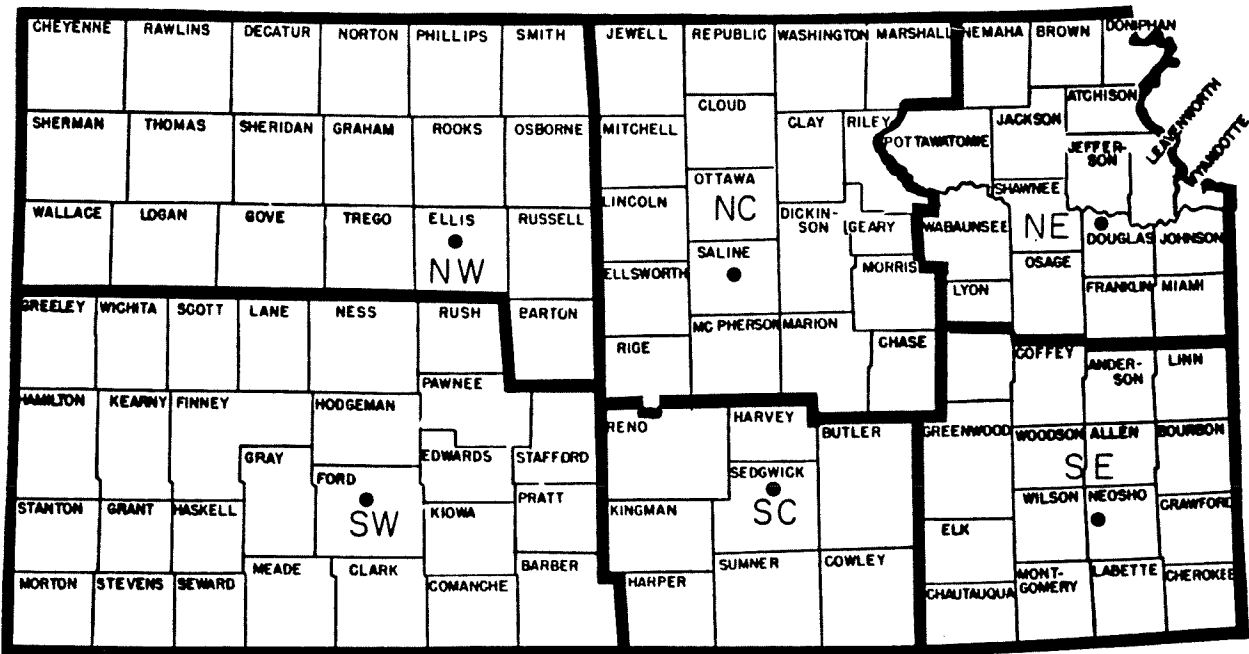 CHEYENNE RAWLINS DECATUR NORTON PHILLIPS SMITH JEWELL REPUBLIC WASHINGTON MARSHALL NEMAHA BROWN DONIPHAN
CLOUD ATCHISON
SHERMAN THOMAS SHERIDAN GRAHAM ROOKS OSBORNE MITCHELL CLAY RILEY POTTAWATOMIE JACKSON LEAVENWORTH WYANDOTTE
JEFFER-
SON
OTTAWA SHAWNEE
WALLACE LOGAN GOVE TREGO ELLIS RUSSELL LINCOLN NC DICKIN-
SON GEARY WABAUNSEE NE DOUGLAS JOHNSON
NW ELLSWORTH SALINE MORRIS OSAGE
LYON FRANKLIN MIAMI
GREELEY WICHITA SCOTT LANE NESS RUSH BARTON MC PHERSON MARION
RIGE CHASE COFFEY ANDER-
SON LINN
PAWNEE
HAMILTON KEARNY FINNEY HODGEMAN RENO HARVEY BUTLER GREENWOOD WOODSON ALLEN BOURBON
GRAY EDWARDS STAFFORD SE
FORD SEDGWICK
PRATT WILSON NEOSHO CRAWFORD
STANTON GRANT HASKELL SW KIOWA KINGMAN SC
ELK
MEADE CLARK BARBER SUMNER COWLEY MONT-
GOMERY LABETTE CHEROKEE
MORTON STEVENS SEWARD COMANCHE HARPER CHAUTAUQUA